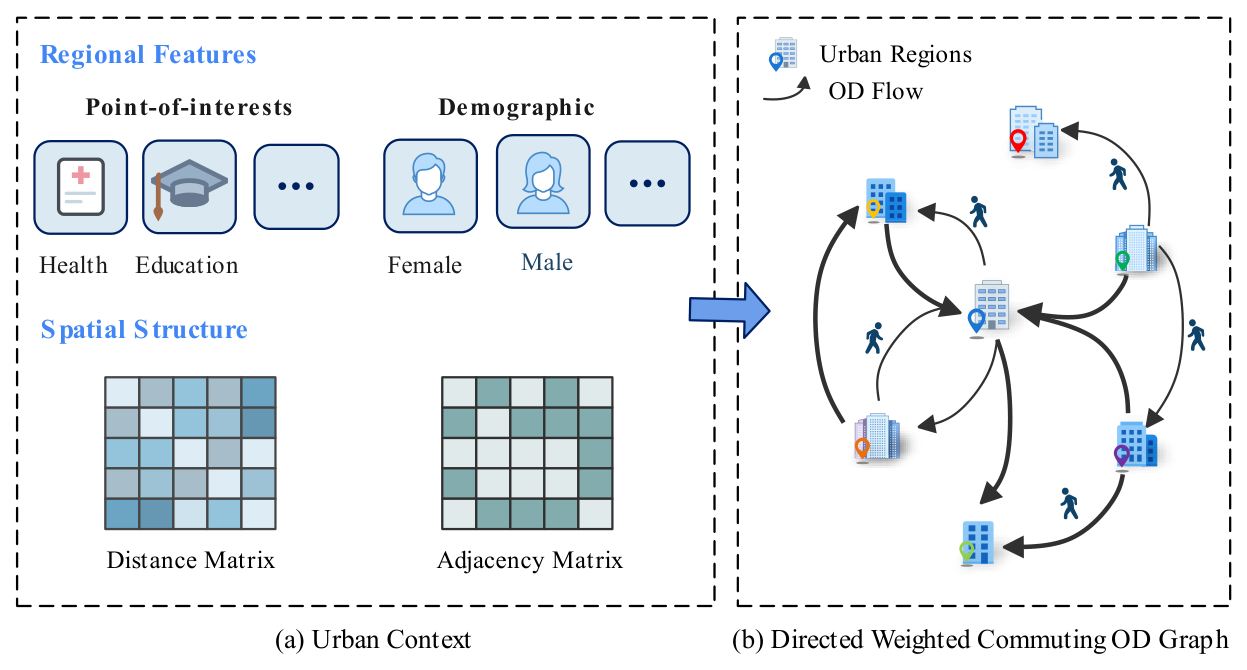 Regional Features
Point-of-interests
Demographic
Health
Education
Female
Male
Spatial Structure
Distance Matrix
Adjacency Matrix
(a) Urban Context
Urban Regions
OD Flow
(b) Directed Weighted Commuting OD Graph